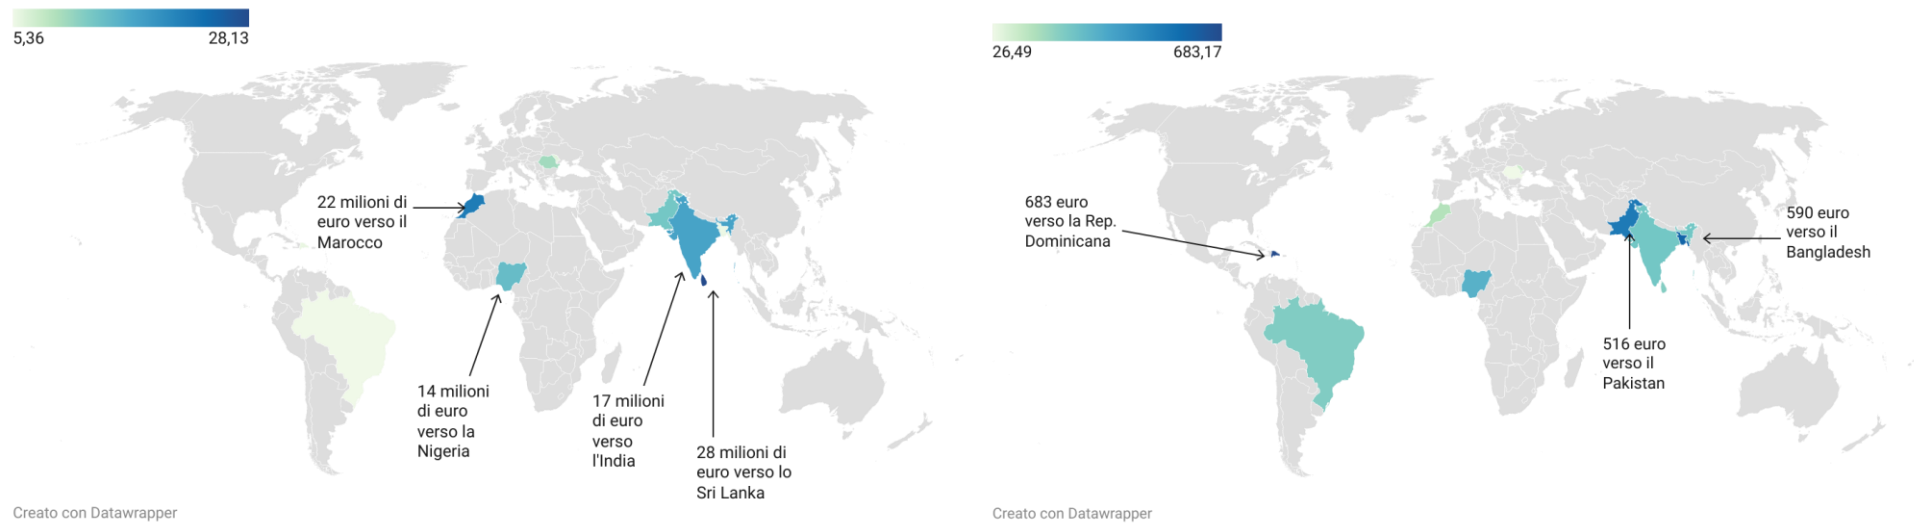 5,36
28,13
22 milioni di
euro verso il
Marocco
14 milioni
di euro
verso la
Nigeria
17 milioni
di euro
verso
l'India
28 milioni di
euro verso lo
Sri Lanka
Creato con Datawrapper
26,49
683,17
683 euro
verso la Rep.
Dominicana
590 euro
verso il
Bangladesh
516 euro
verso il
Pakistan
Creato con Datawrapper